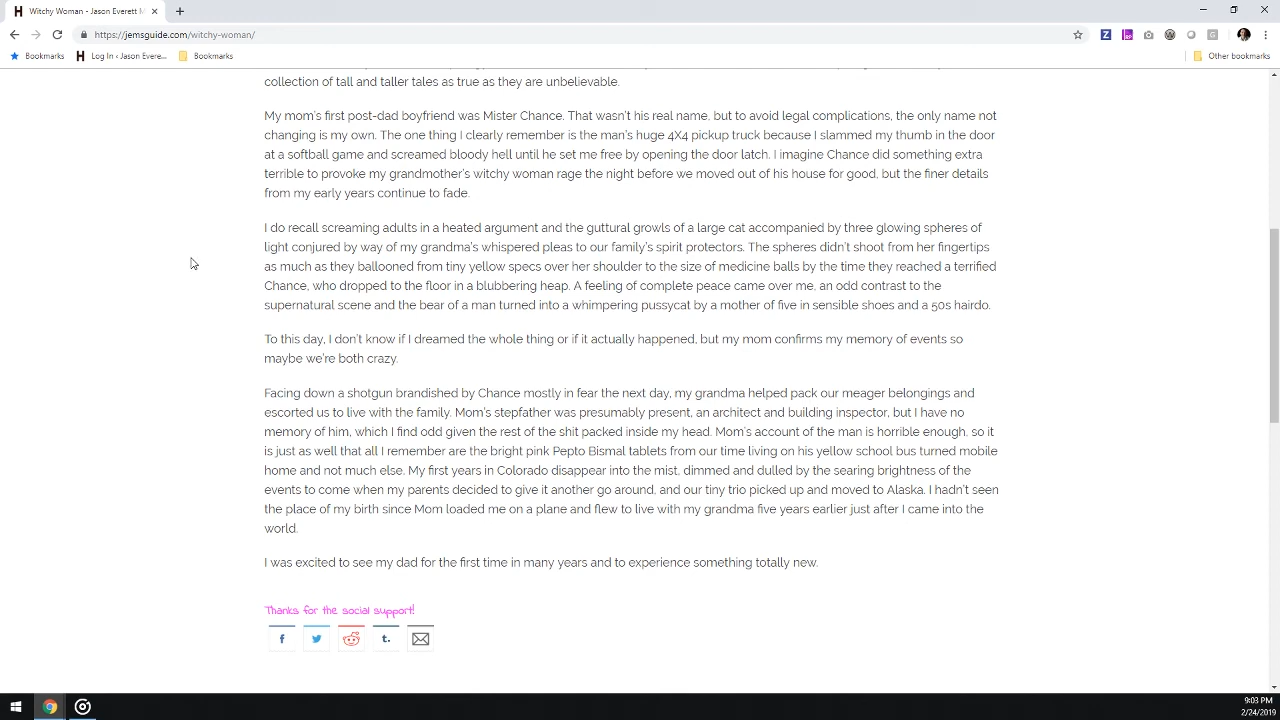 Witchy Woman - Jason Everett M
https://jemsguide.com/witchy-woman/
Bookmarks
Log In ‹ Jason Evere...
Bookmarks
Other bookmarks
collection of tall and taller tales as true as they are unbelievable.
My mom's first post-dad boyfriend was Mister Chance. That wasn't his real name, but to avoid legal complications, the only name not
changing is my own. The one thing I clearly remember is the man's huge 4X4 pickup truck because I slammed my thumb in the door
at a softball game and screamed bloody hell until he set me free by opening the door latch. I imagine Chance did something extra
terrible to provoke my grandmother's witchy woman rage the night before we moved out of his house for good, but the finer details
from my early years continue to fade.
I do recall screaming adults in a heated argument and the guttural growls of a large cat accompanied by three glowing spheres of
light conjured by way of my grandma's whispered pleas to our family's spirit protectors. The spheres didn't shoot from her fingertips
as much as they ballooned from tiny yellow specs over her shoulder to the size of medicine balls by the time they reached a terrified
Chance, who dropped to the floor in a blubbering heap. A feeling of complete peace came over me, an odd contrast to the
supernatural scene and the bear of a man turned into a whimpering pussycat by a mother of five in sensible shoes and a 50s hairdo.
To this day, I don't know if I dreamed the whole thing or if it actually happened, but my mom confirms my memory of events so
maybe we're both crazy.
Facing down a shotgun brandished by Chance mostly in fear the next day, my grandma helped pack our meager belongings and
escorted us to live with the family. Mom's stepfather was presumably present, an architect and building inspector, but I have no
memory of him, which I find odd given the rest of the shit packed inside my head. Mom's account of the man is horrible enough, so it
is just as well that all I remember are the bright pink Pepto Bismal tablets from our time living on his yellow school bus turned mobile
home and not much else. My first years in Colorado disappear into the mist, dimmed and dulled by the searing brightness of the
events to come when my parents decided to give it another go around, and our tiny trio picked up and moved to Alaska. I hadn't seen
the place of my birth since Mom loaded me on a plane and flew to live with my grandma five years earlier just after I came into the
world.
I was excited to see my dad for the first time in many years and to experience something totally new.
Thanks for the social support!
9:03 PM
2/24/2019